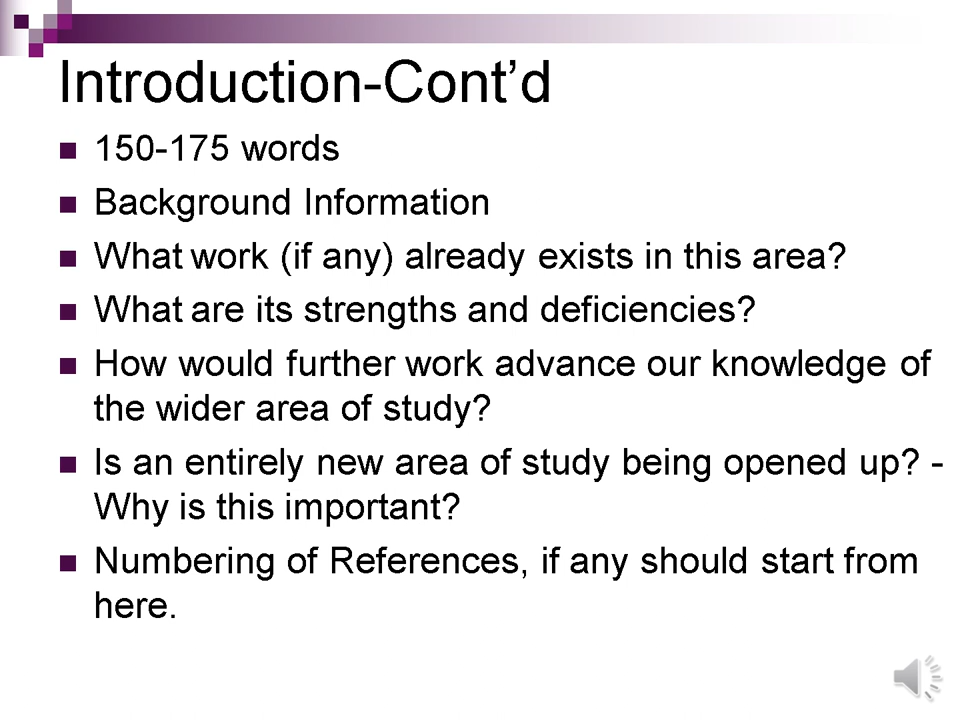 Introduction-Cont’d
150-175 words
Background Information
What work (if any) already exists in this area?
What are its strengths and deficiencies?
How would further work advance our knowledge of
the wider area of study?
Is an entirely new area of study being opened up? -
Why is this important?
Numbering of References, if any should start from
here.